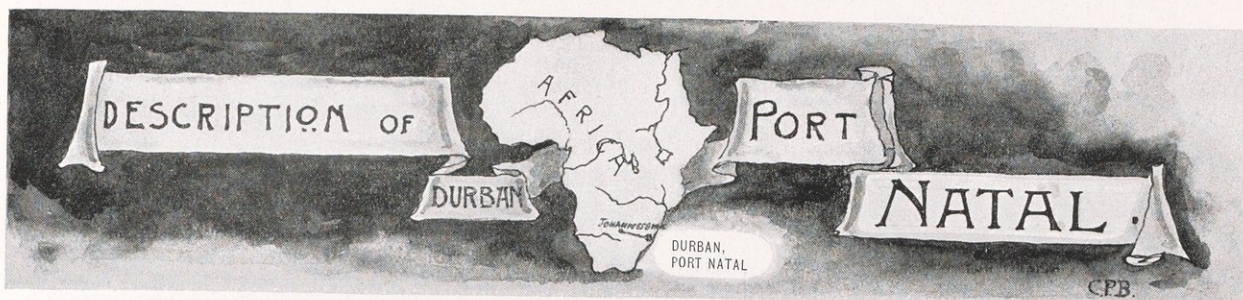 DESCRIPTION OF
DURBAN
AFRICA
PORT
NATAL.
JOHANNESBURG
DURBAN,
PORT NATAL
C.P.B.